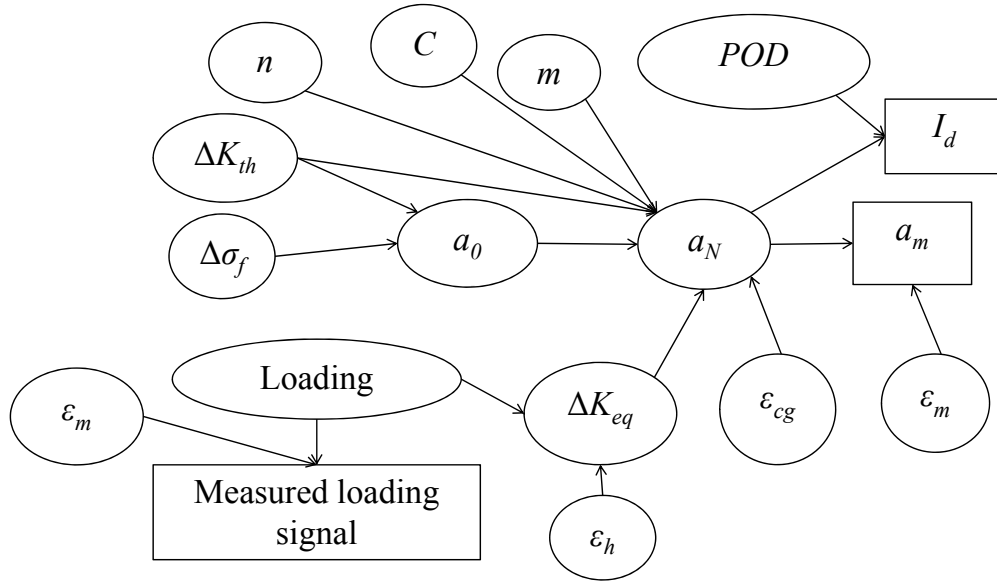 n
C
m
POD
I_d
ΔK_th
Δσ_f
a_0
a_N
a_m
Loading
ΔK_eq
ε_cg
ε_m
ε_m
Measured loading
signal
ε_h